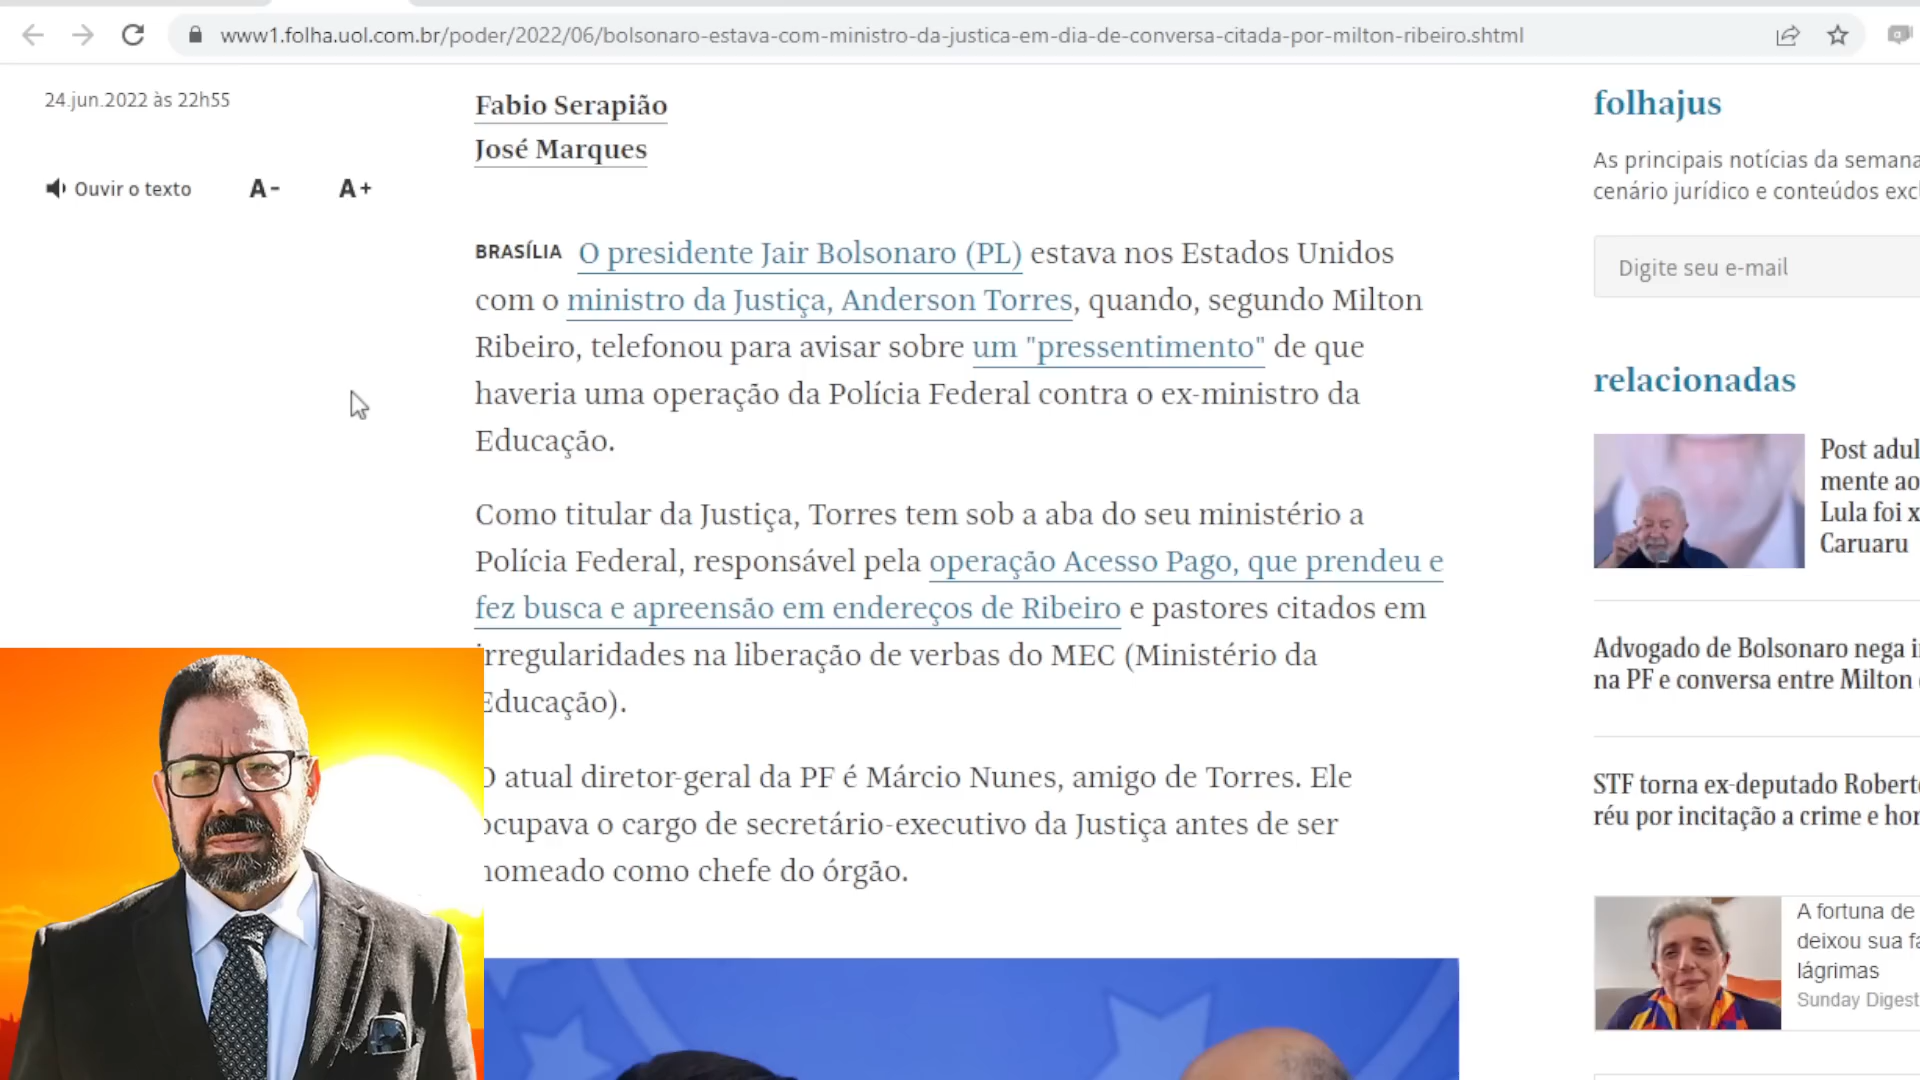 www1.folha.uol.com.br/poder/2022/06/bolsonaro-estava-com-ministro-da-justica-em-dia-de-conversa-citada-por-milton-ribeiro.shtml
24.jun.2022 às 22h55
Ouvir o texto A- A+
Fabio Serapião
José Marques
BRASÍLIA O presidente Jair Bolsonaro (PL) estava nos Estados Unidos
com o ministro da Justiça, Anderson Torres, quando, segundo Milton
Ribeiro, telefonou para avisar sobre um "pressentimento" de que
haveria uma operação da Polícia Federal contra o ex-ministro da
Educação.
Como titular da Justiça, Torres tem sob a aba do seu ministério a
Polícia Federal, responsável pela operação Acesso Pago, que prendeu e
fez busca e apreensão em endereços de Ribeiro e pastores citados em
irregularidades na liberação de verbas do MEC (Ministério da
Educação).
O atual diretor-geral da PF é Márcio Nunes, amigo de Torres. Ele
ocupava o cargo de secretário-executivo da Justiça antes de ser
nomeado como chefe do órgão.
folhajus
As principais notícias da semana
cenário jurídico e conteúdos
Digite seu e-mail
relacionadas
Post
mente ao
Lula foi
Caruaru
Advogado de Bolsonaro nega
na PF e conversa entre Milton
STF torna ex-deputado
réu por incitação a crime e
A fortuna de
deixou sua
lágrimas
Sunday Digest